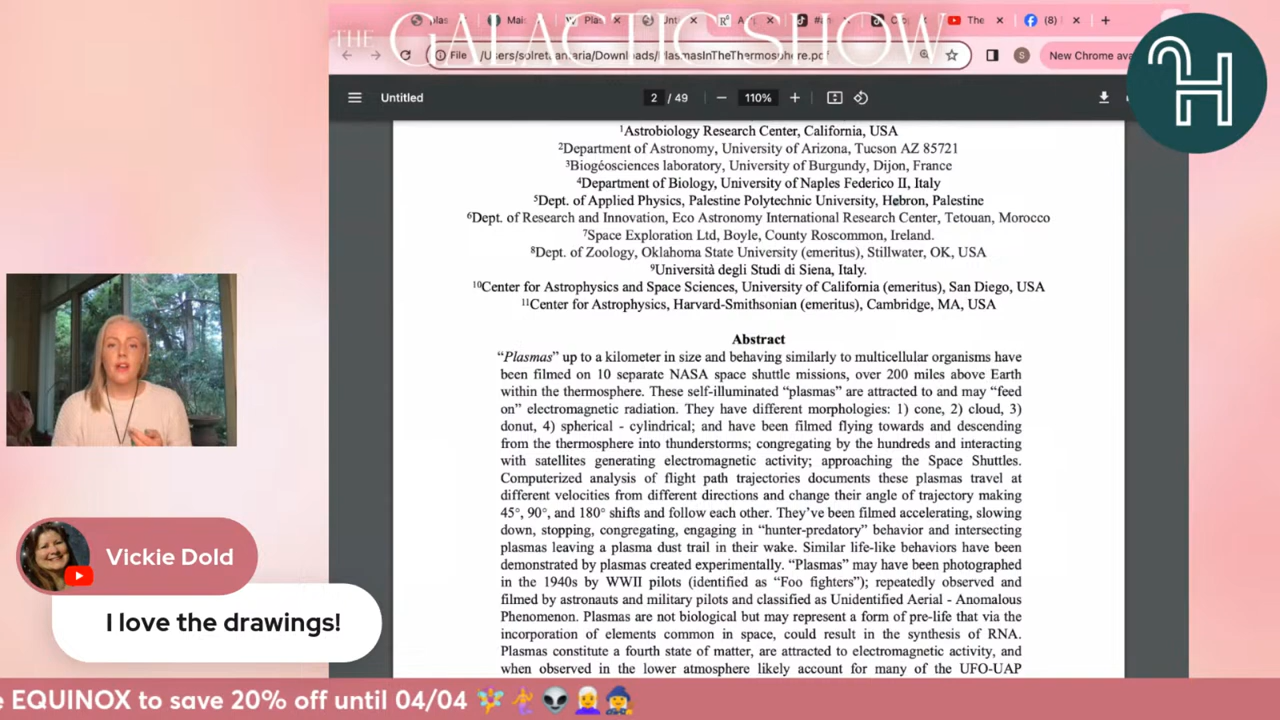 THE GALACTIC SHOW
plas
Mai
Plas
Unti
A
#an
The
(8)
File
/Users/solretantaria/Downloads/PlasmasInTheThermosphere.pdf
S
New Chrome ava
H
Untitled
2 / 49
110%
¹Astrobiology Research Center, California, USA
²Department of Astronomy, University of Arizona, Tucson AZ 85721
³Biogéosciences laboratory, University of Burgundy, Dijon, France
⁴Department of Biology, University of Naples Federico II, Italy
⁵Dept. of Applied Physics, Palestine Polytechnic University, Hebron, Palestine
⁶Dept. of Research and Innovation, Eco Astronomy International Research Center, Tetouan, Morocco
⁷Space Exploration Ltd, Boyle, County Roscommon, Ireland.
⁸Dept. of Zoology, Oklahoma State University (emeritus), Stillwater, OK, USA
⁹Università degli Studi di Siena, Italy.
¹⁰Center for Astrophysics and Space Sciences, University of California (emeritus), San Diego, USA
¹¹Center for Astrophysics, Harvard-Smithsonian (emeritus), Cambridge, MA, USA
Abstract
“Plasmas” up to a kilometer in size and behaving similarly to multicellular organisms have
been filmed on 10 separate NASA space shuttle missions, over 200 miles above Earth
within the thermosphere. These self-illuminated “plasmas” are attracted to and may “feed
on” electromagnetic radiation. They have different morphologies: 1) cone, 2) cloud, 3)
donut, 4) spherical - cylindrical; and have been filmed flying towards and descending
from the thermosphere into thunderstorms; congregating by the hundreds and interacting
with satellites generating electromagnetic activity; approaching the Space Shuttles.
Computerized analysis of flight path trajectories documents these plasmas travel at
different velocities from different directions and change their angle of trajectory making
45°, 90°, and 180° shifts and follow each other. They’ve been filmed accelerating, slowing
down, stopping, congregating, engaging in “hunter-predatory” behavior and intersecting
plasmas leaving a plasma dust trail in their wake. Similar life-like behaviors have been
demonstrated by plasmas created experimentally. “Plasmas” may have been photographed
in the 1940s by WWII pilots (identified as “Foo fighters”); repeatedly observed and
filmed by astronauts and military pilots and classified as Unidentified Aerial - Anomalous
Phenomenon. Plasmas are not biological but may represent a form of pre-life that via the
incorporation of elements common in space, could result in the synthesis of RNA.
Plasmas constitute a fourth state of matter, are attracted to electromagnetic activity, and
when observed in the lower atmosphere likely account for many of the UFO-UAP
Vickie Dold
I love the drawings!
e EQUINOX to save 20% off until 04/04